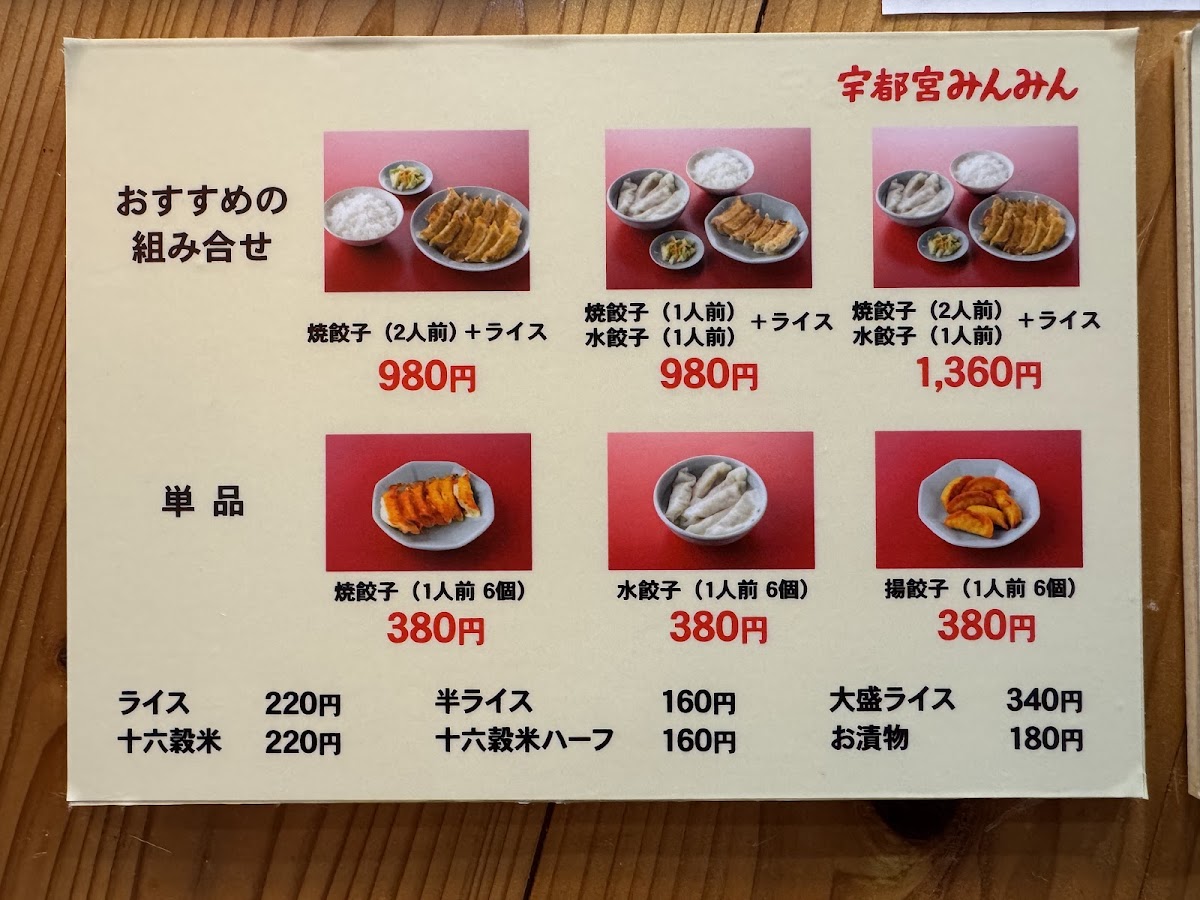 宇都宮みんみん
おすすめの
組み合せ
焼餃子（2人前）＋ライス
980円
焼餃子（1人前）
水餃子（1人前）
＋ライス
980円
焼餃子（2人前）
水餃子（1人前）
＋ライス
1,360円
単品
焼餃子（1人前 6個）
380円
水餃子（1人前 6個）
380円
揚餃子（1人前 6個）
380円
ライス 220円 半ライス 160円 大盛ライス 340円
十六穀米 220円 十六穀米ハーフ 160円 お漬物 180円